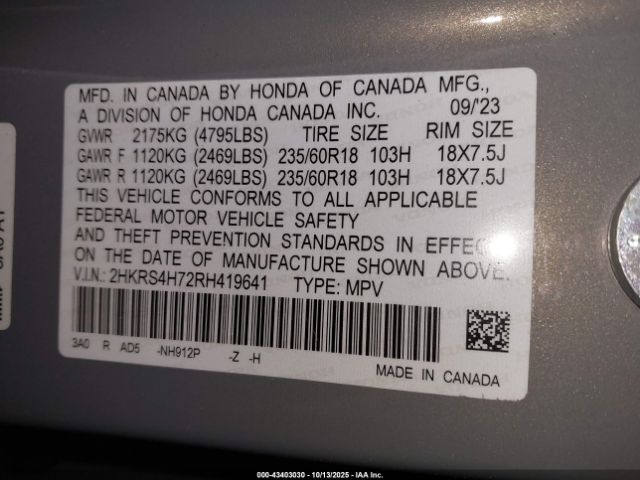 MFD. IN CANADA BY HONDA OF CANADA MFG.,
A DIVISION OF HONDA CANADA INC. 09/'23
GVWR 2175KG (4795LBS) TIRE SIZE RIM SIZE
GAWR F 1120KG (2469LBS) 235/60R18 103H 18X7.5J
GAWR R 1120KG (2469LBS) 235/60R18 103H 18X7.5J
THIS VEHICLE CONFORMS TO ALL APPLICABLE
FEDERAL MOTOR VEHICLE SAFETY
AND THEFT PREVENTION STANDARDS IN EFFECT
ON THE DATE OF MANUFACTURE SHOWN ABOVE.
V.I.N.: 2HKRS4H72RH419641 TYPE: MPV
3A0 R AD5 -NH912P -Z -H
MADE IN CANADA
000-43403030 | 10/13/2025 - IAA Inc.